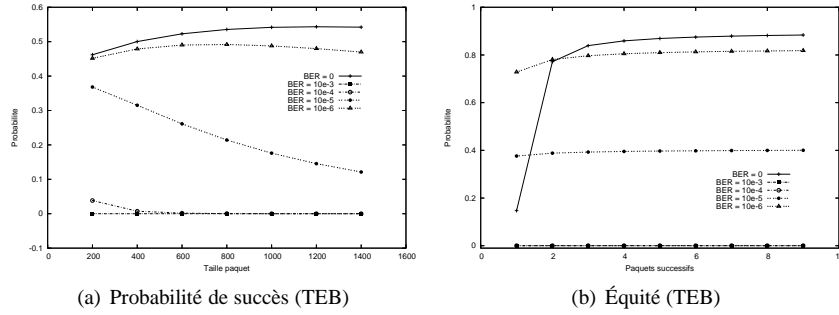 0.6
0.5
0.4
0.3
0.2
0.1
0
-0.1
0 200 400 600 800 1000 1200 1400 1600
Probabilite
Taille paquet
BER = 0
BER = 10e-3
BER = 10e-4
BER = 10e-5
BER = 10e-6
(a) Probabilité de succès (TEB)
1
0.8
0.6
0.4
0.2
0
0 2 4 6 8 1
Probabilite
Paquets successifs
BER = 0
BER = 10e-3
BER = 10e-4
BER = 10e-5
BER = 10e-6
(b) Équité (TEB)